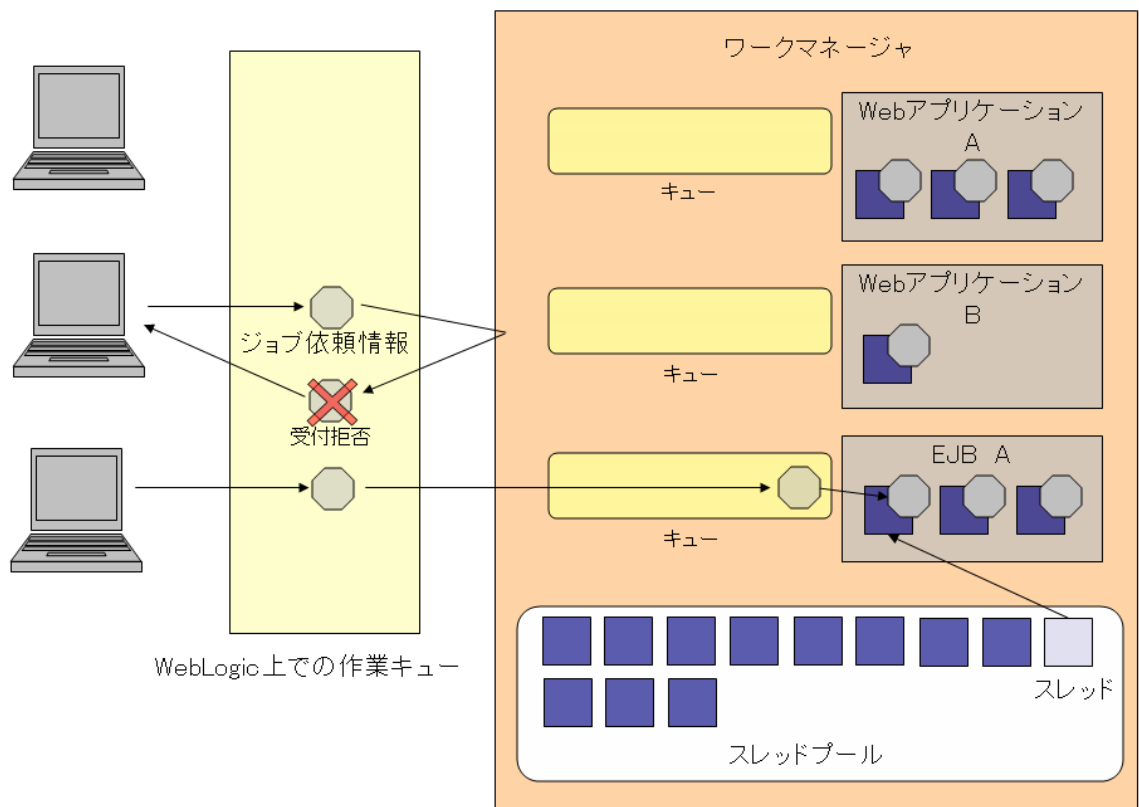 ワークマネージャ
Webアプリケーション
A
キュー
Webアプリケーション
B
ジョブ依頼情報
キュー
受付拒否
EJB A
キュー
WebLogic上での作業キュー
スレッド
スレッドプール